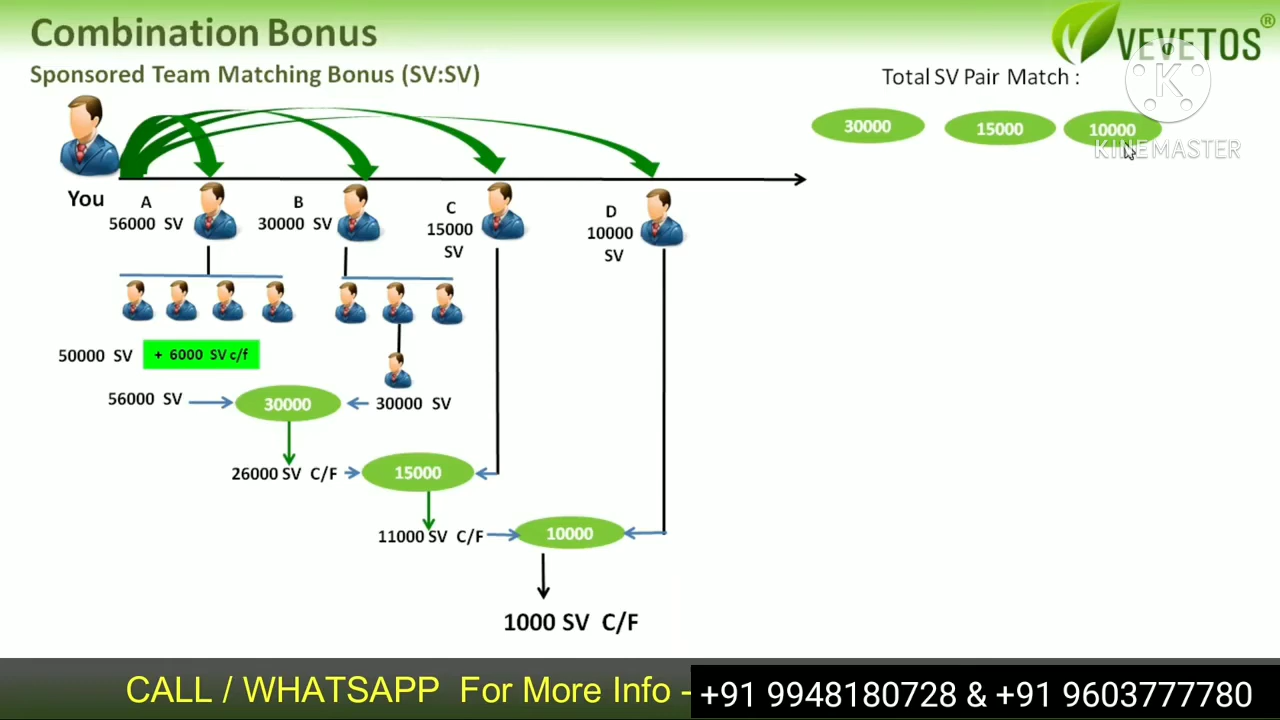 Combination Bonus
VEVETOS®
Sponsored Team Matching Bonus (SV:SV)
Total SV Pair Match :
30000 15000 10000
K
KINEMASTER
You
A
56000 SV
B
30000 SV
C
15000
SV
D
10000
SV
50000 SV + 6000 SV c/f
56000 SV 30000 30000 SV
26000 SV C/F 15000
11000 SV C/F 10000
1000 SV C/F
CALL / WHATSAPP For More Info - +91 9948180728 & +91 9603777780